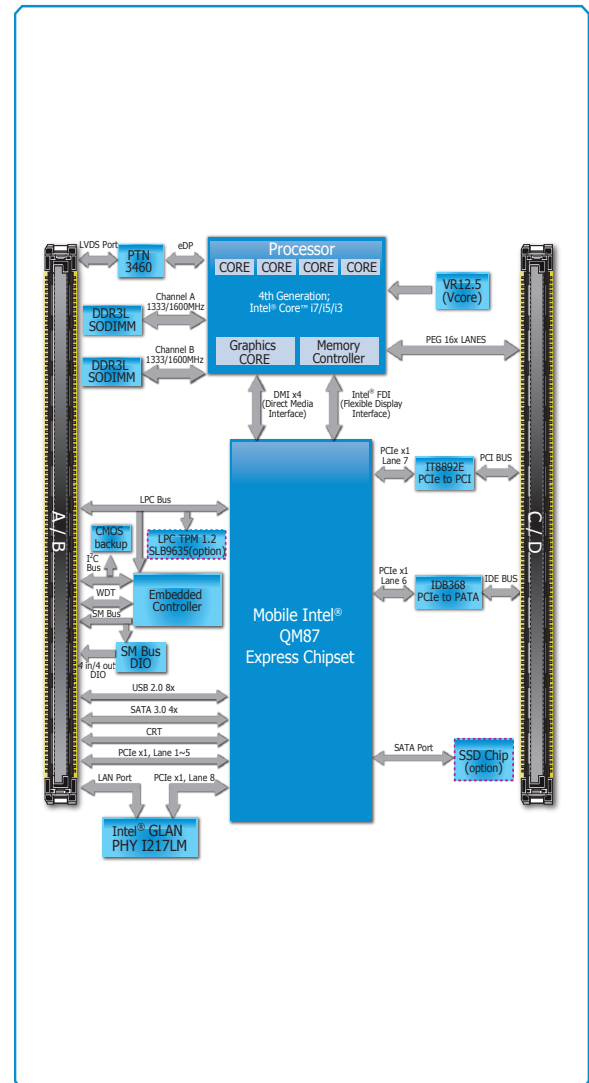 LVDS Port
eDP
PTN
3460
Processor
CORE CORE CORE CORE
4th Generation;
Intel® Core™ i7/i5/i3
Graphics
CORE
Memory
Controller
VR12.5
(Vcore)
Channel A
1333/1600MHz
DDR3L
SODIMM
Channel B
1333/1600MHz
DDR3L
SODIMM
PEG 16x LANES
DMI x4
(Direct Media
Interface)
Intel® FDI
(Flexible Display
Interface)
PCIe x1
Lane 7
IT8892E
PCIe to PCI
PCI BUS
A/B
C/D
LPC Bus
LPC TPM 1.2
SLB9635(option)
CMOS
backup
I²C
Bus
WDT
SM Bus
Embedded
Controller
SM Bus
DIO
4 in/4 out
DIO
PCIe x1
Lane 6
IDB368
PCIe to PATA
IDE BUS
Mobile Intel®
QM87
Express Chipset
USB 2.0 8x
SATA 3.0 4x
CRT
PCIe x1, Lane 1~5
LAN Port
PCIe x1, Lane 8
Intel® GLAN
PHY I217LM
SATA Port
SSD Chip
(option)